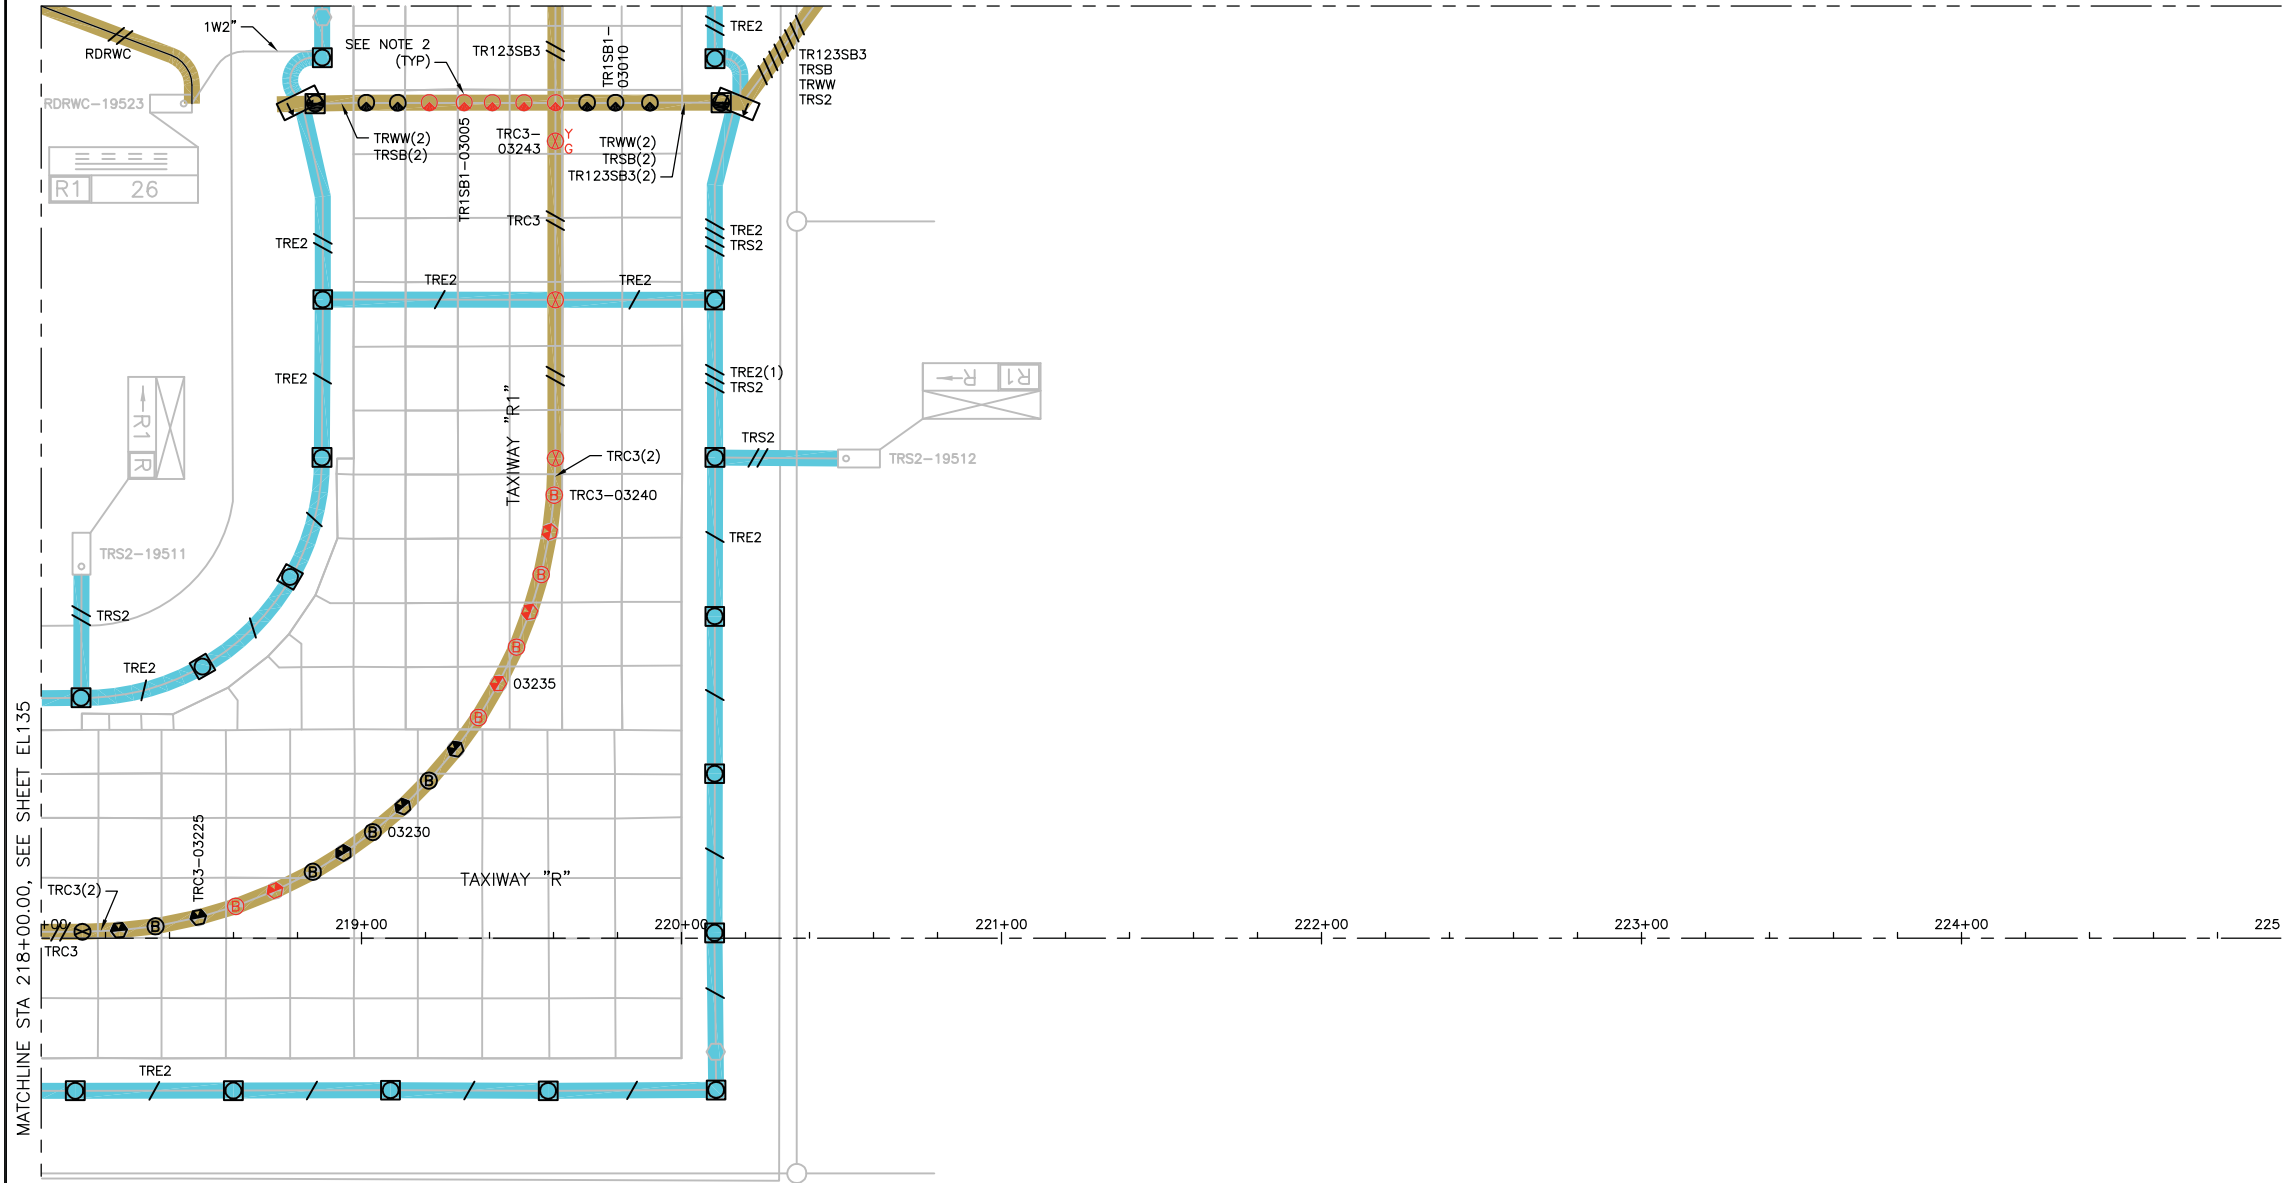 1W2"
RDRWC
SEE NOTE 2
(TYP)
TR123SB3
TR1SB1-
03010
TRE2
TR123SB3
TRSB
TRWW
TRS2
RDRWC-19523
TRWW(2)
TRSB(2)
TR1SB1-03005
TRC3-
03243
Y
G
TRWW(2)
TRSB(2)
TR123SB3(2)
R1
26
TRC3
TRE2
TRE2
TRS2
TRE2
TRE2
TRE2
TRE2(1)
TRS2
R
R1
R1
R
TAXIWAY "R1"
TRS2
TRS2-19512
TRC3(2)
B
TRC3-03240
TRE2
TRS2-19511
B
TRS2
B
TRE2
03235
B
B
B
03230
TRC3-03225
B
TAXIWAY "R"
TRC3(2)
B
B
+00
219+00
220+00
221+00
222+00
223+00
224+00
225
TRC3
TRE2
MATCHLINE STA 218+00.00, SEE SHEET EL135